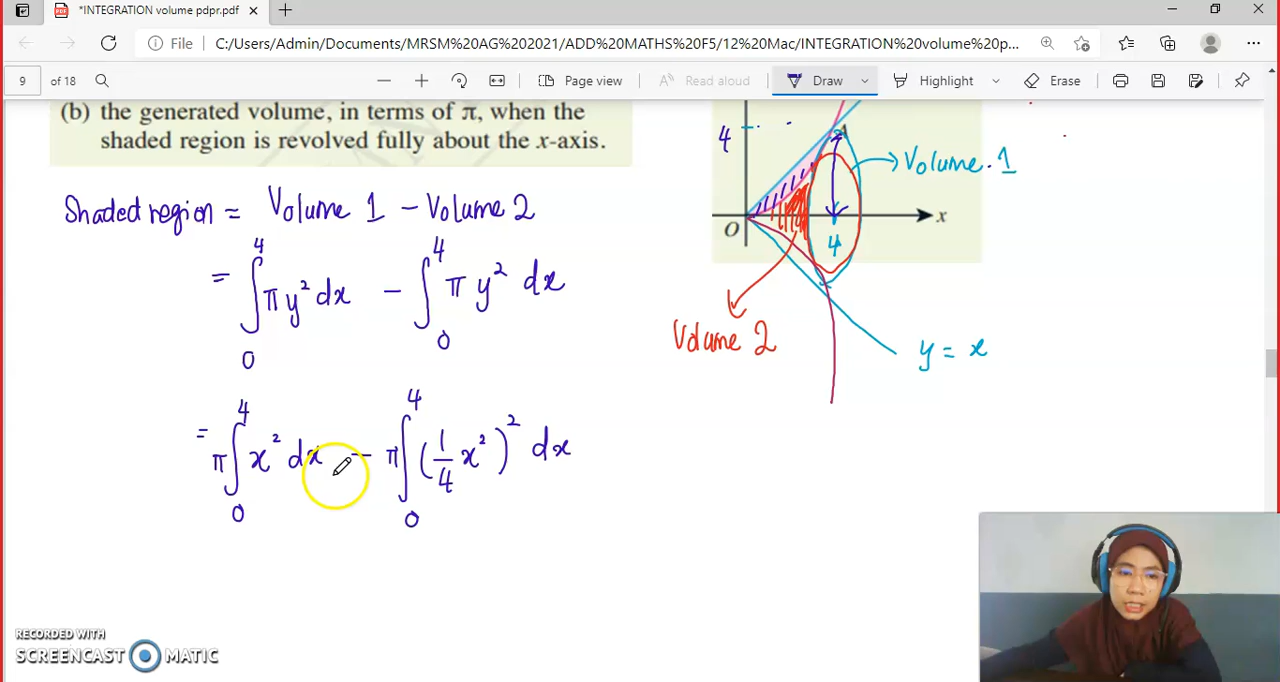 *INTEGRATION volume pdpr.pdf
File C:/Users/Admin/Documents/MRSM%20AG%202021/ADD%20MATHS%20F5/12%20Mac/INTEGRATION%20volume%20p...
9 of 18 Page view Read aloud Draw Highlight Erase
(b) the generated volume, in terms of π, when the
shaded region is revolved fully about the x-axis.
Shaded region = Volume 1 − Volume 2
= ∫₀⁴ π y² dx − ∫₀⁴ π y² dx
= π ∫₀⁴ x² dx − π ∫₀⁴ (1/4 x²)² dx
4
A
Volume 1
O
x
4
Volume 2
y = x
RECORDED WITH
SCREENCAST MATIC